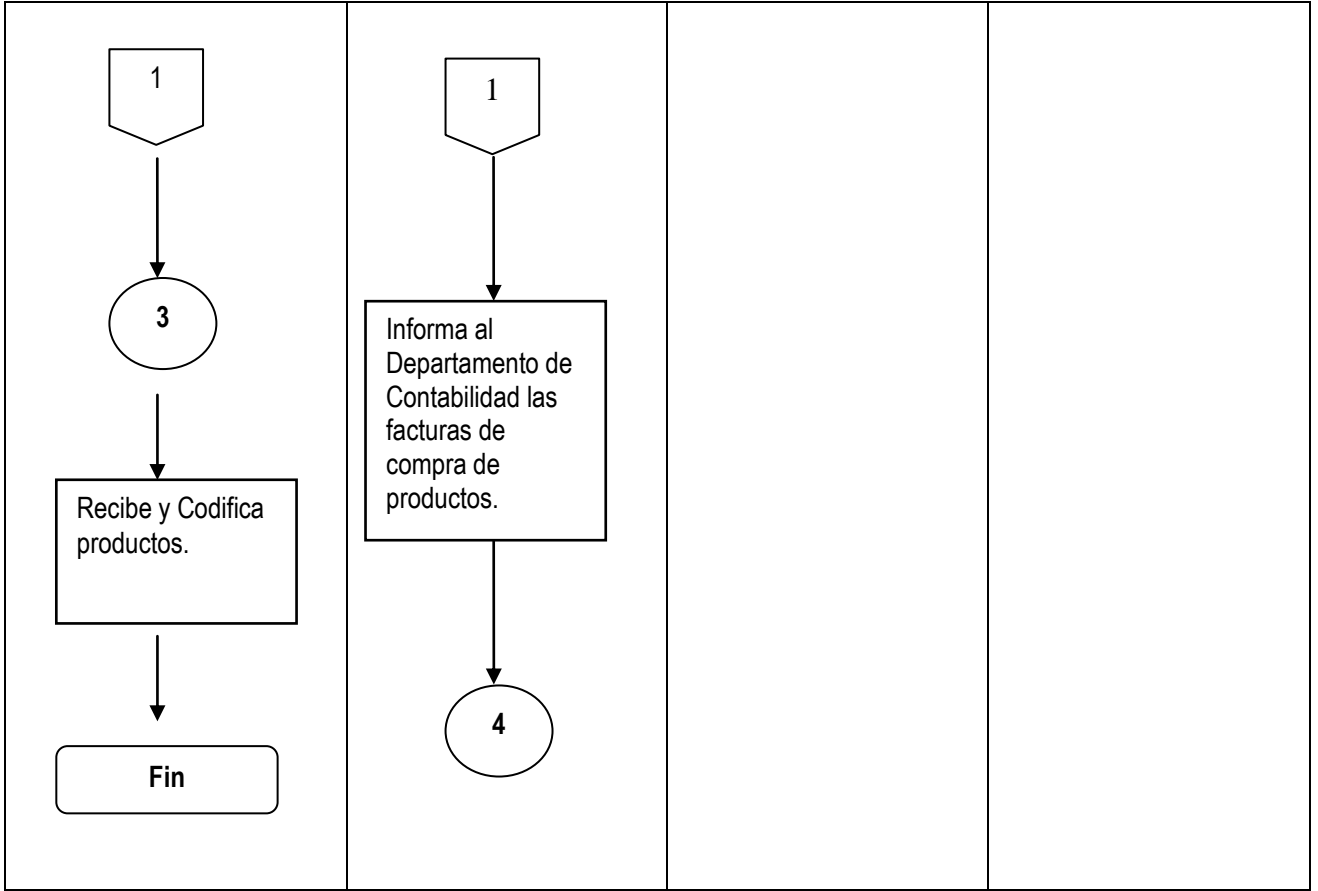 1
3
Recibe y Codifica
productos.
Fin
1
Informa al
Departamento de
Contabilidad las
facturas de
compra de
productos.
4